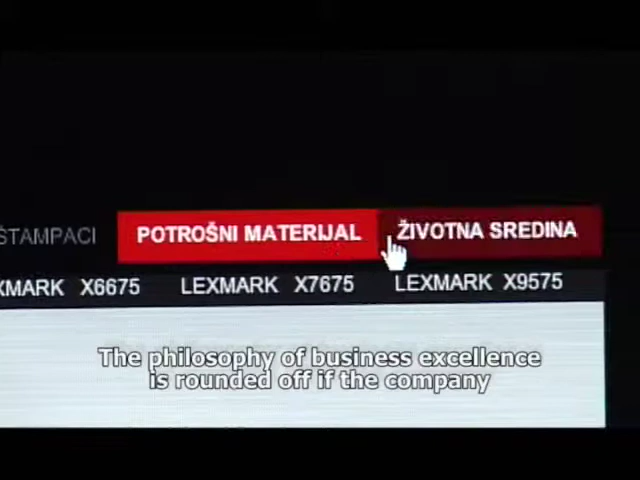 ŠTAMPACI POTROŠNI MATERIJAL ŽIVOTNA SREDINA
XMARK X6675 LEXMARK X7675 LEXMARK X9575
The philosophy of business excellence
is rounded off if the company